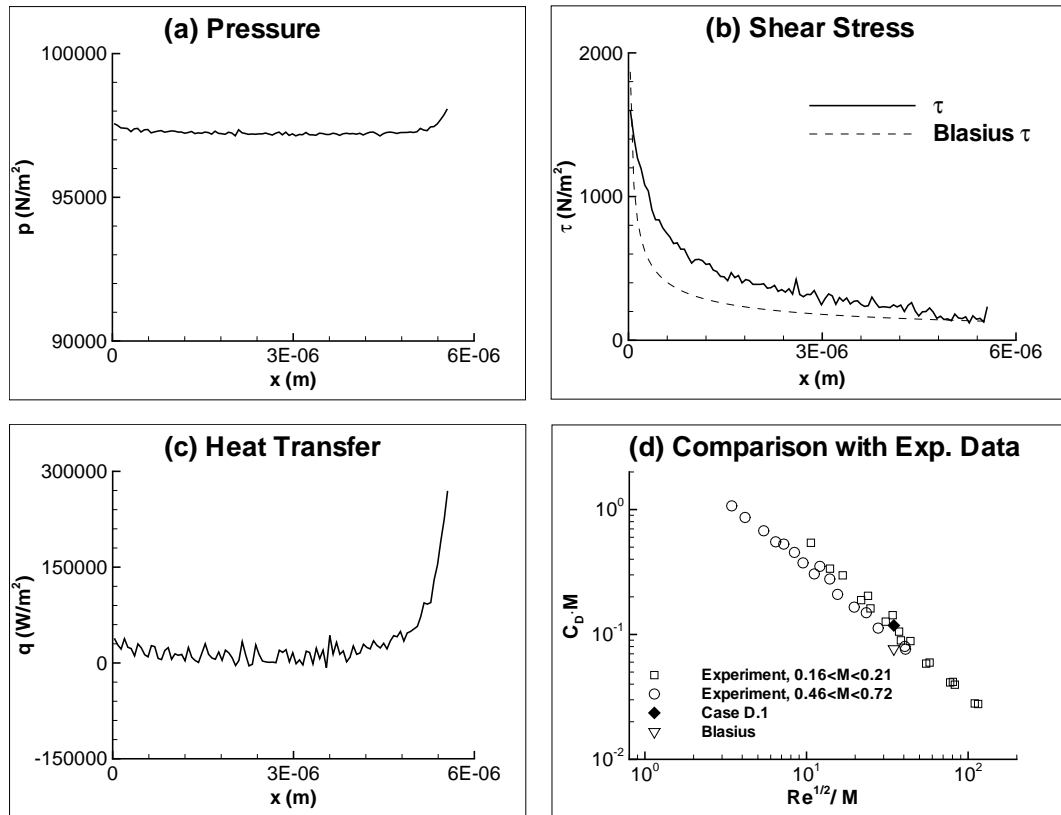 (a) Pressure
100000
95000
90000
p (N/m²)
0
3E-06
6E-06
x (m)
(b) Shear Stress
2000
1000
0
τ (N/m²)
τ
Blasius τ
0
3E-06
6E-06
x (m)
(c) Heat Transfer
300000
150000
0
-150000
q (W/m²)
0
3E-06
6E-06
x (m)
(d) Comparison with Exp. Data
10⁰
10⁻¹
10⁻²
C_D·M
Experiment, 0.16<M<0.21
Experiment, 0.46<M<0.72
Case D.1
Blasius
10⁰
10¹
10²
Re^1/2/ M